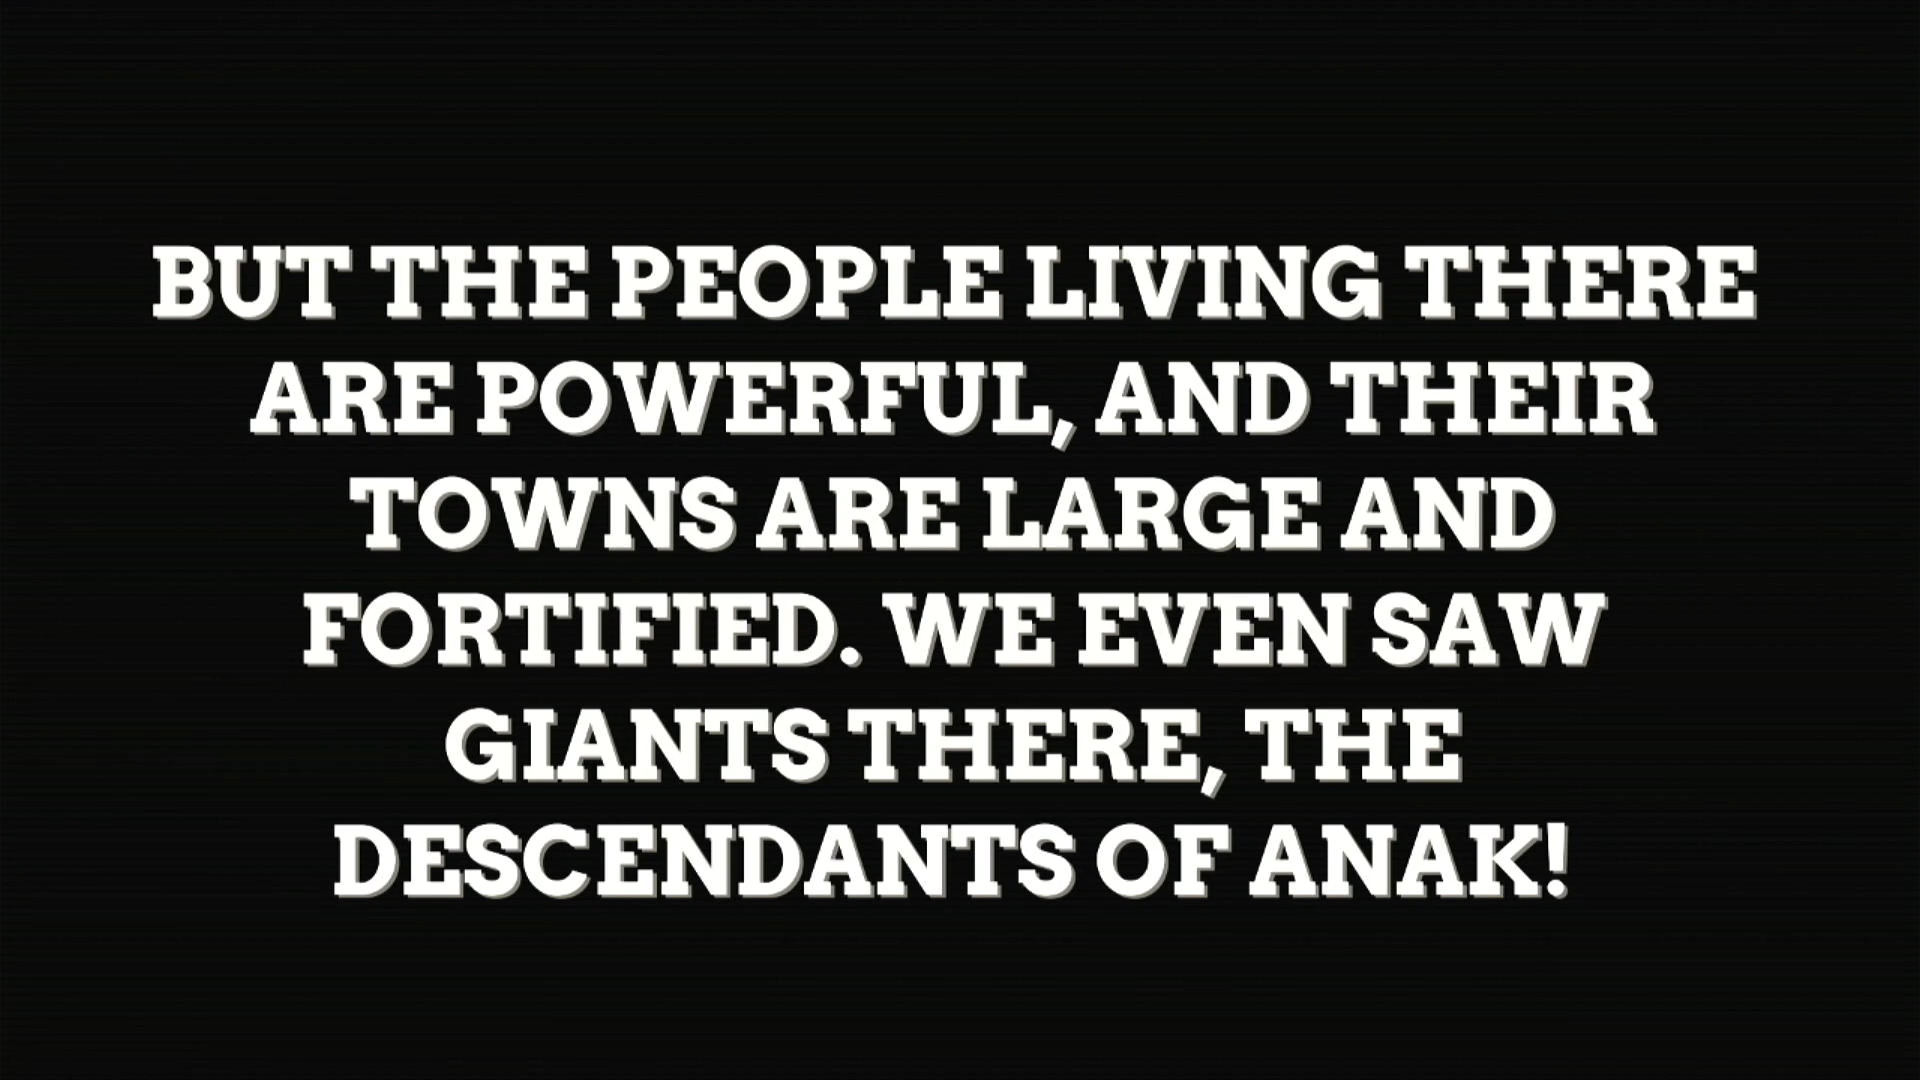 BUT THE PEOPLE LIVING THERE
ARE POWERFUL, AND THEIR
TOWNS ARE LARGE AND
FORTIFIED. WE EVEN SAW
GIANTS THERE, THE
DESCENDANTS OF ANAK!